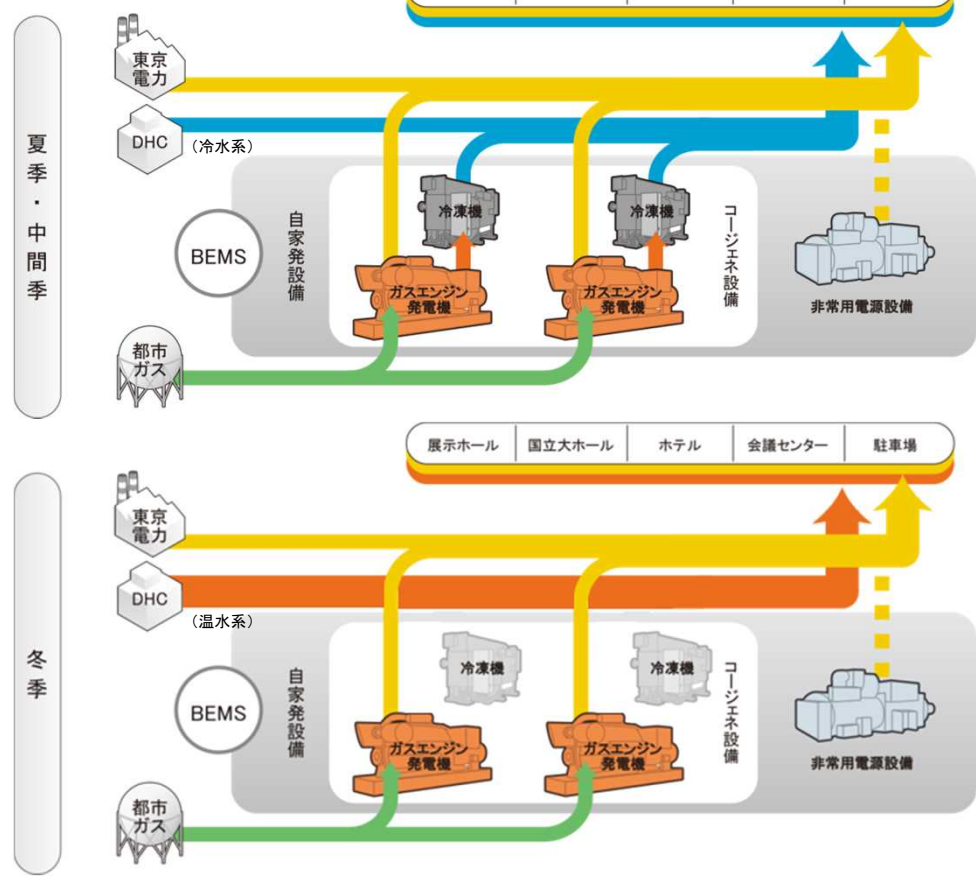 夏季・中間季
東京
電力
DHC
（冷水系）
BEMS
自家発設備
冷凍機
冷凍機
ガスエンジン
発電機
ガスエンジン
発電機
コージェネ設備
非常用電源設備
都市
ガス
展示ホール
国立大ホール
ホテル
会議センター
駐車場
冬季
東京
電力
DHC
（温水系）
BEMS
自家発設備
冷凍機
冷凍機
ガスエンジン
発電機
ガスエンジン
発電機
コージェネ設備
非常用電源設備
都市
ガス